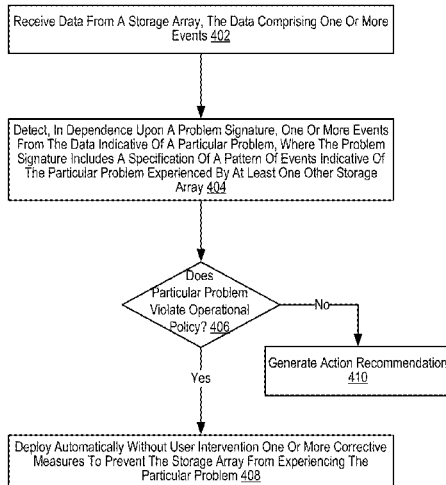 Receive Data From A Storage Array, The Data Comprising One Or More
Events 402
Detect, In Dependence Upon A Problem Signature, One Or More Events
From The Data Indicative Of A Particular Problem, Where The Problem
Signature Includes A Specification Of A Pattern Of Events Indicative Of
The Particular Problem Experienced By At Least One Other Storage
Array 404
Does
Particular Problem
Violate Operational
Policy? 406
No
Generate Action Recommendation
410
Yes
Deploy Automatically Without User Intervention One Or More Corrective
Measures To Prevent The Storage Array From Experiencing The
Particular Problem 408